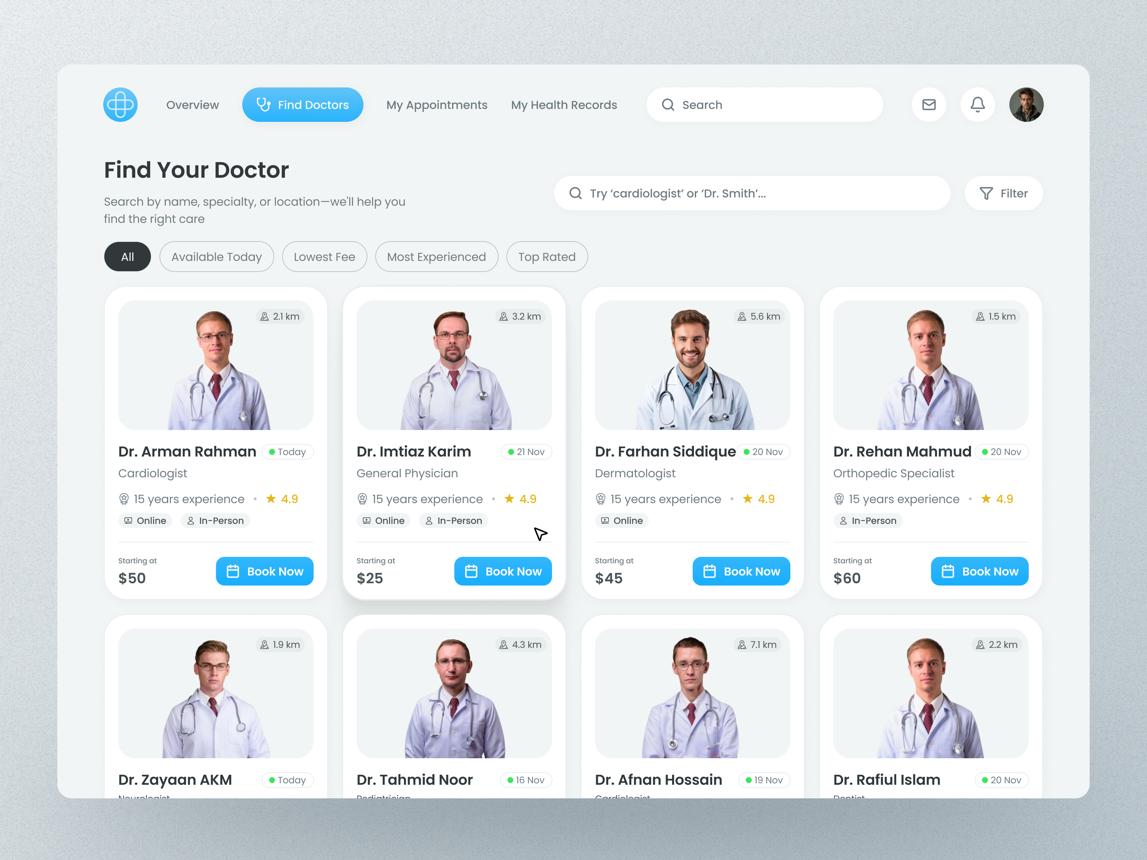 Overview
Find Doctors
My Appointments
My Health Records
Search
Find Your Doctor
Search by name, specialty, or location—we'll help you
find the right care
Try ‘cardiologist’ or ‘Dr. Smith’...
Filter
All
Available Today
Lowest Fee
Most Experienced
Top Rated
2.1 km
Dr. Arman Rahman
Today
Cardiologist
15 years experience • ★ 4.9
Online
In-Person
Starting at
$50
Book Now
3.2 km
Dr. Imtiaz Karim
21 Nov
General Physician
15 years experience • ★ 4.9
Online
In-Person
Starting at
$25
Book Now
5.6 km
Dr. Farhan Siddique
20 Nov
Dermatologist
15 years experience • ★ 4.9
Online
Starting at
$45
Book Now
1.5 km
Dr. Rehan Mahmud
20 Nov
Orthopedic Specialist
15 years experience • ★ 4.9
In-Person
Starting at
$60
Book Now
1.9 km
Dr. Zayaan AKM
Today
Neurologist
4.3 km
Dr. Tahmid Noor
16 Nov
Pediatrician
7.1 km
Dr. Afnan Hossain
19 Nov
Cardiologist
2.2 km
Dr. Rafiul Islam
20 Nov
Dentist